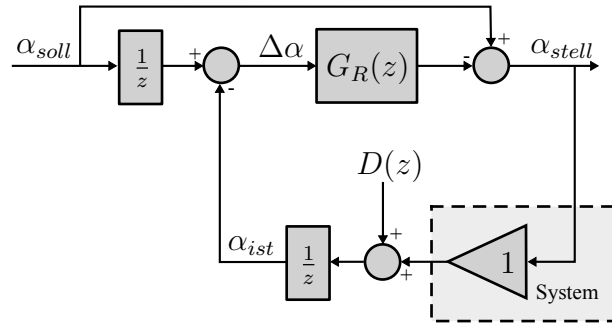 +
α_soll
1/z
+
-
Δα
G_R(z)
-
α_stell
D(z)
+
+
α_ist
1/z
1
System